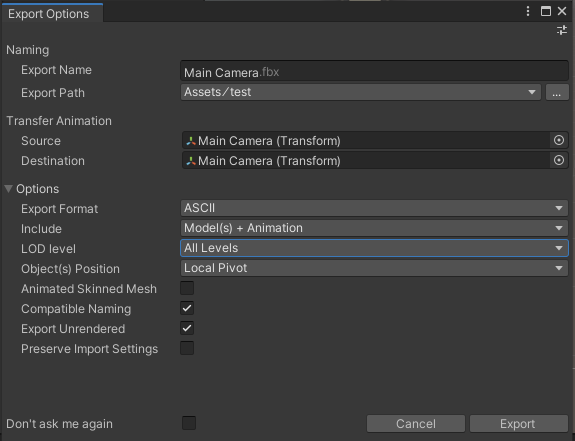 Export Options
Naming
Export Name Main Camera.fbx
Export Path Assets/test ...
Transfer Animation
Source Main Camera (Transform)
Destination Main Camera (Transform)
Options
Export Format ASCII
Include Model(s) + Animation
LOD level All Levels
Object(s) Position Local Pivot
Animated Skinned Mesh
Compatible Naming
Export Unrendered
Preserve Import Settings
Don't ask me again Cancel Export